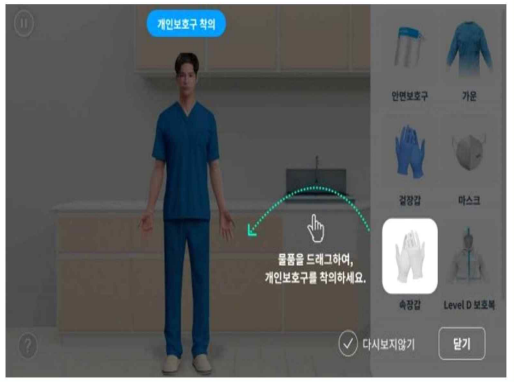 개인보호구 착의
안면보호구
가운
겉장갑
마스크
물품을 드래그하여,
개인보호구를 착의하세요.
속장갑
Level D 보호복
?
다시보지않기
닫기